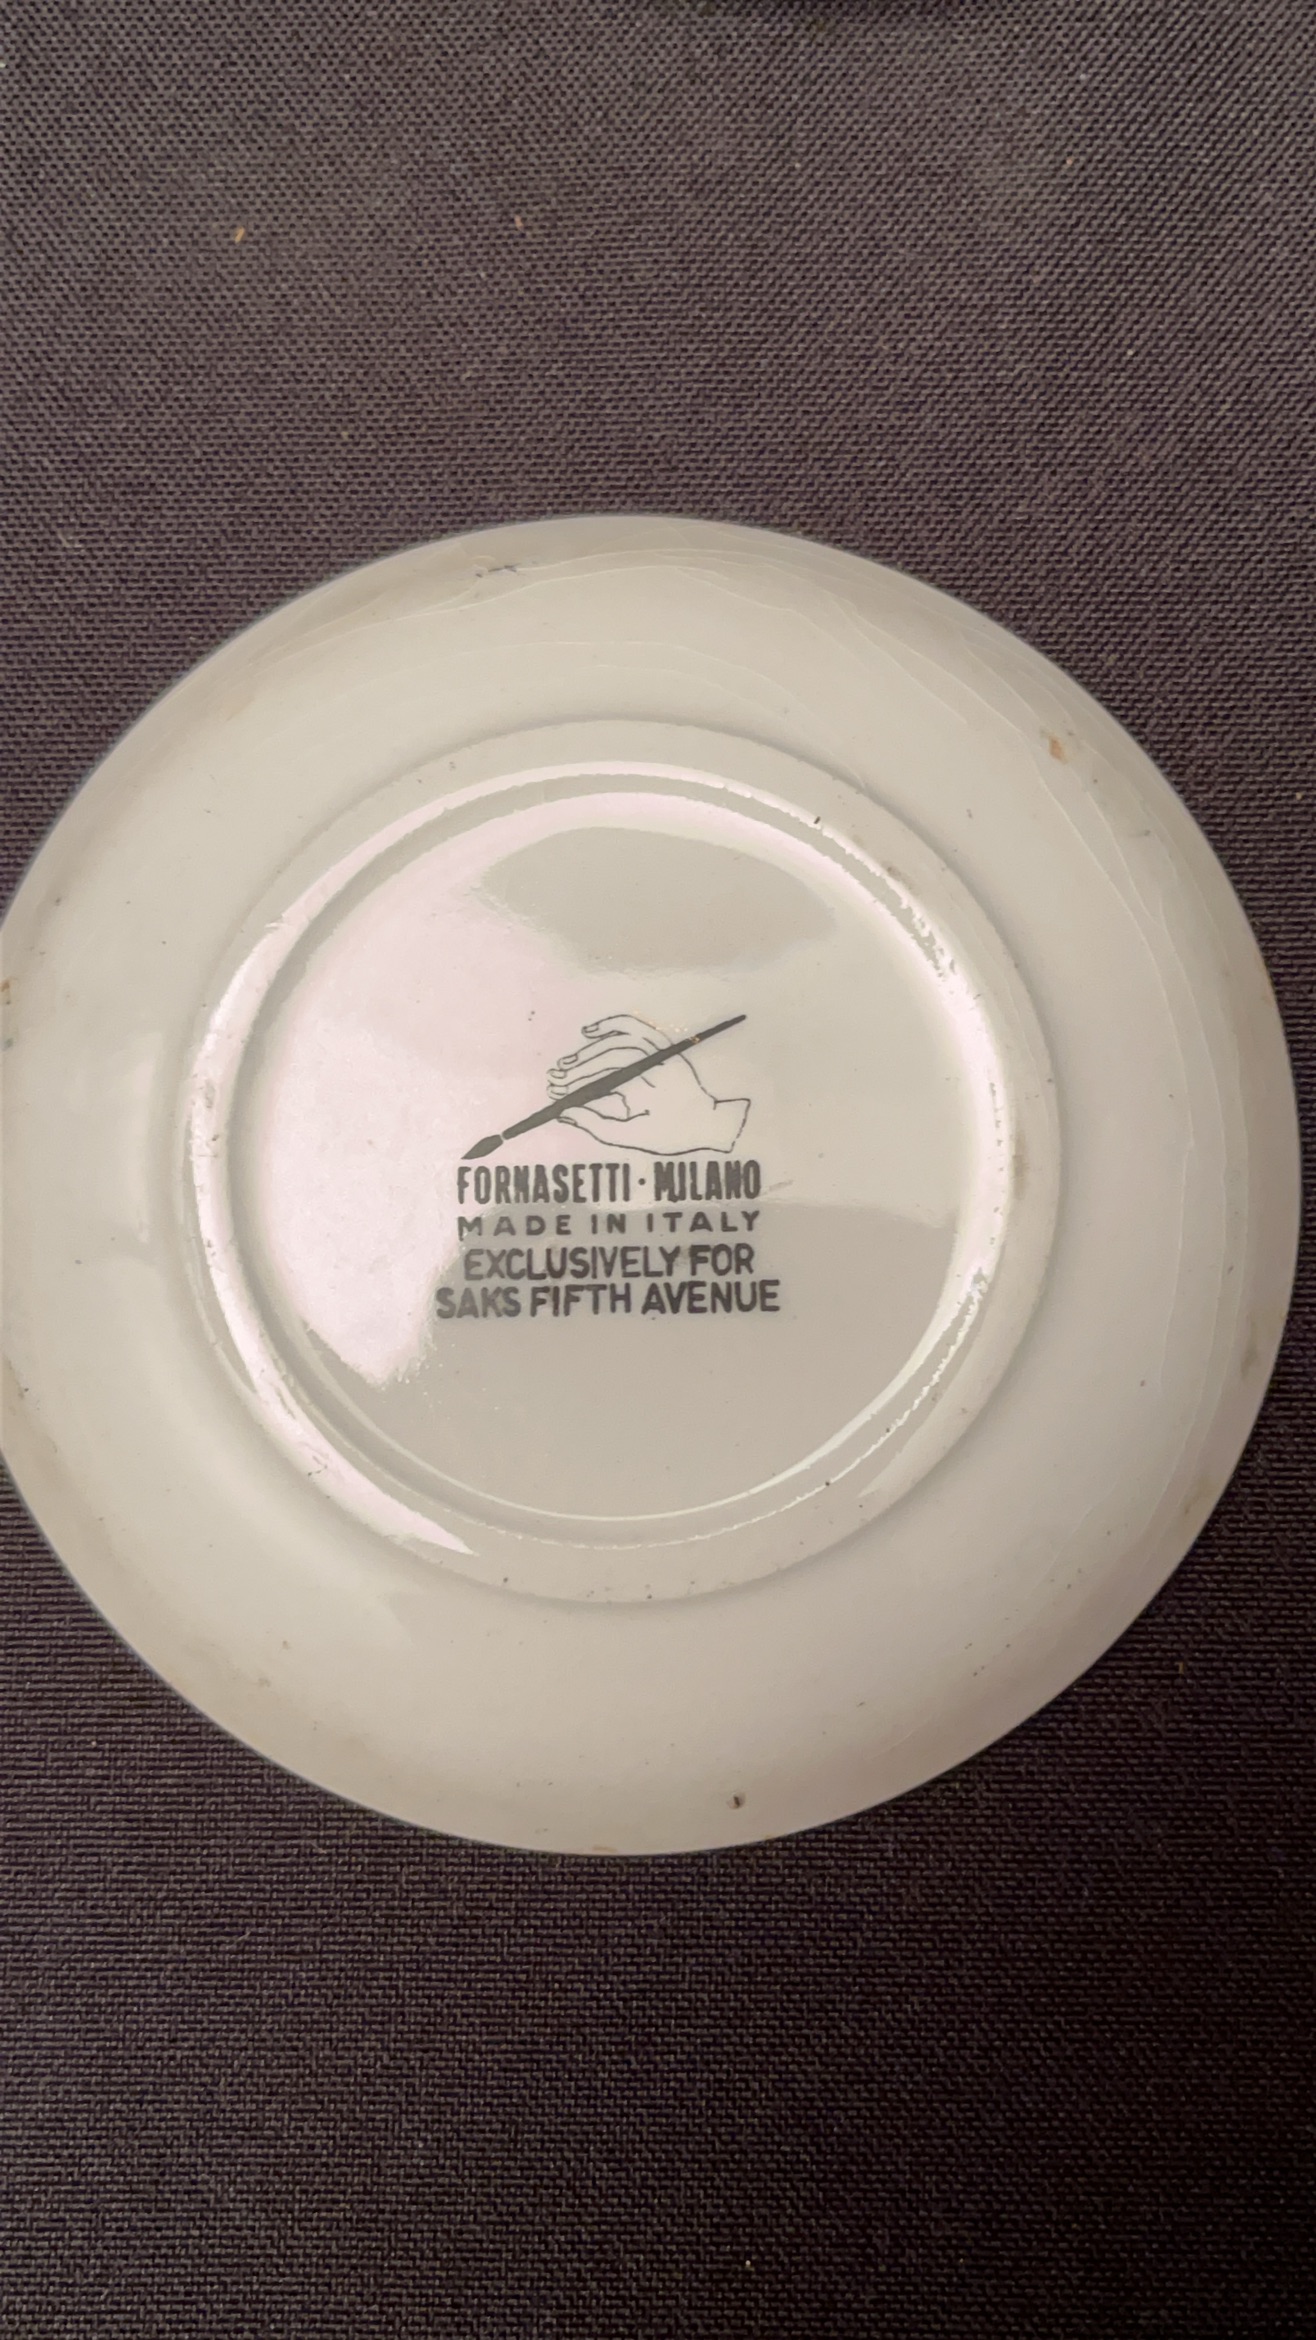 FORNASETTI · MILANO
MADE IN ITALY
EXCLUSIVELY FOR
SAKS FIFTH AVENUE